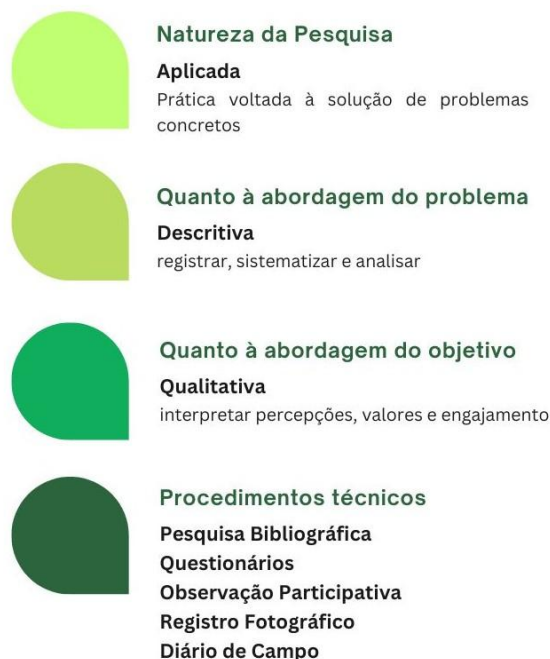 Natureza da Pesquisa
Aplicada
Prática voltada à solução de problemas
concretos
Quanto à abordagem do problema
Descritiva
registrar, sistematizar e analisar
Quanto à abordagem do objetivo
Qualitativa
interpretar percepções, valores e engajamento
Procedimentos técnicos
Pesquisa Bibliográfica
Questionários
Observação Participativa
Registro Fotográfico
Diário de Campo